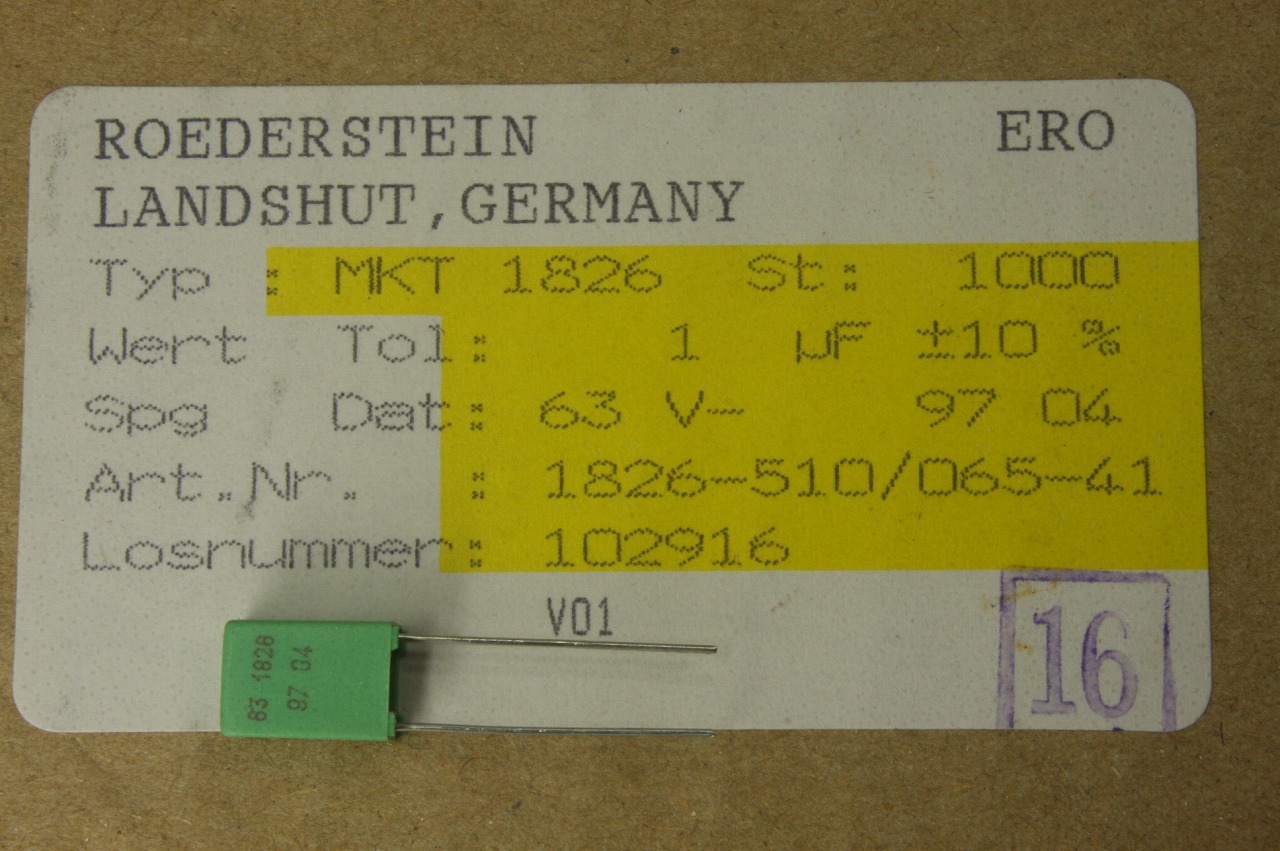 ROEDERSTEIN ERO
LANDSHUT,GERMANY
Typ : MKT 1826 St: 1000
Wert Tol: 1 µF ±10 %
Spg Dat: 63 V- 97 04
Art.Nr. : 1826-510/065-41
Losnummer: 102916
V01
16
63 1826
97 04